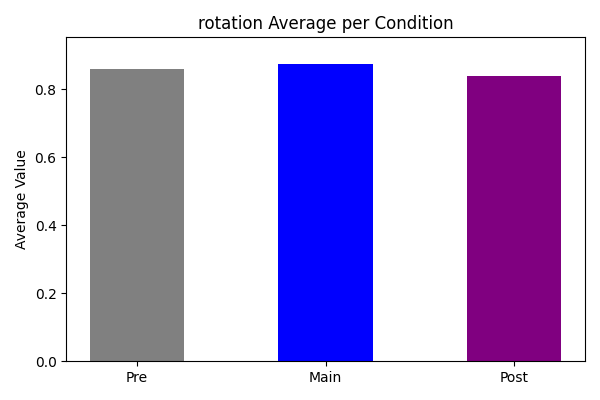 rotation Average per Condition
Average Value
0.8
0.6
0.4
0.2
0.0
Pre
Main
Post